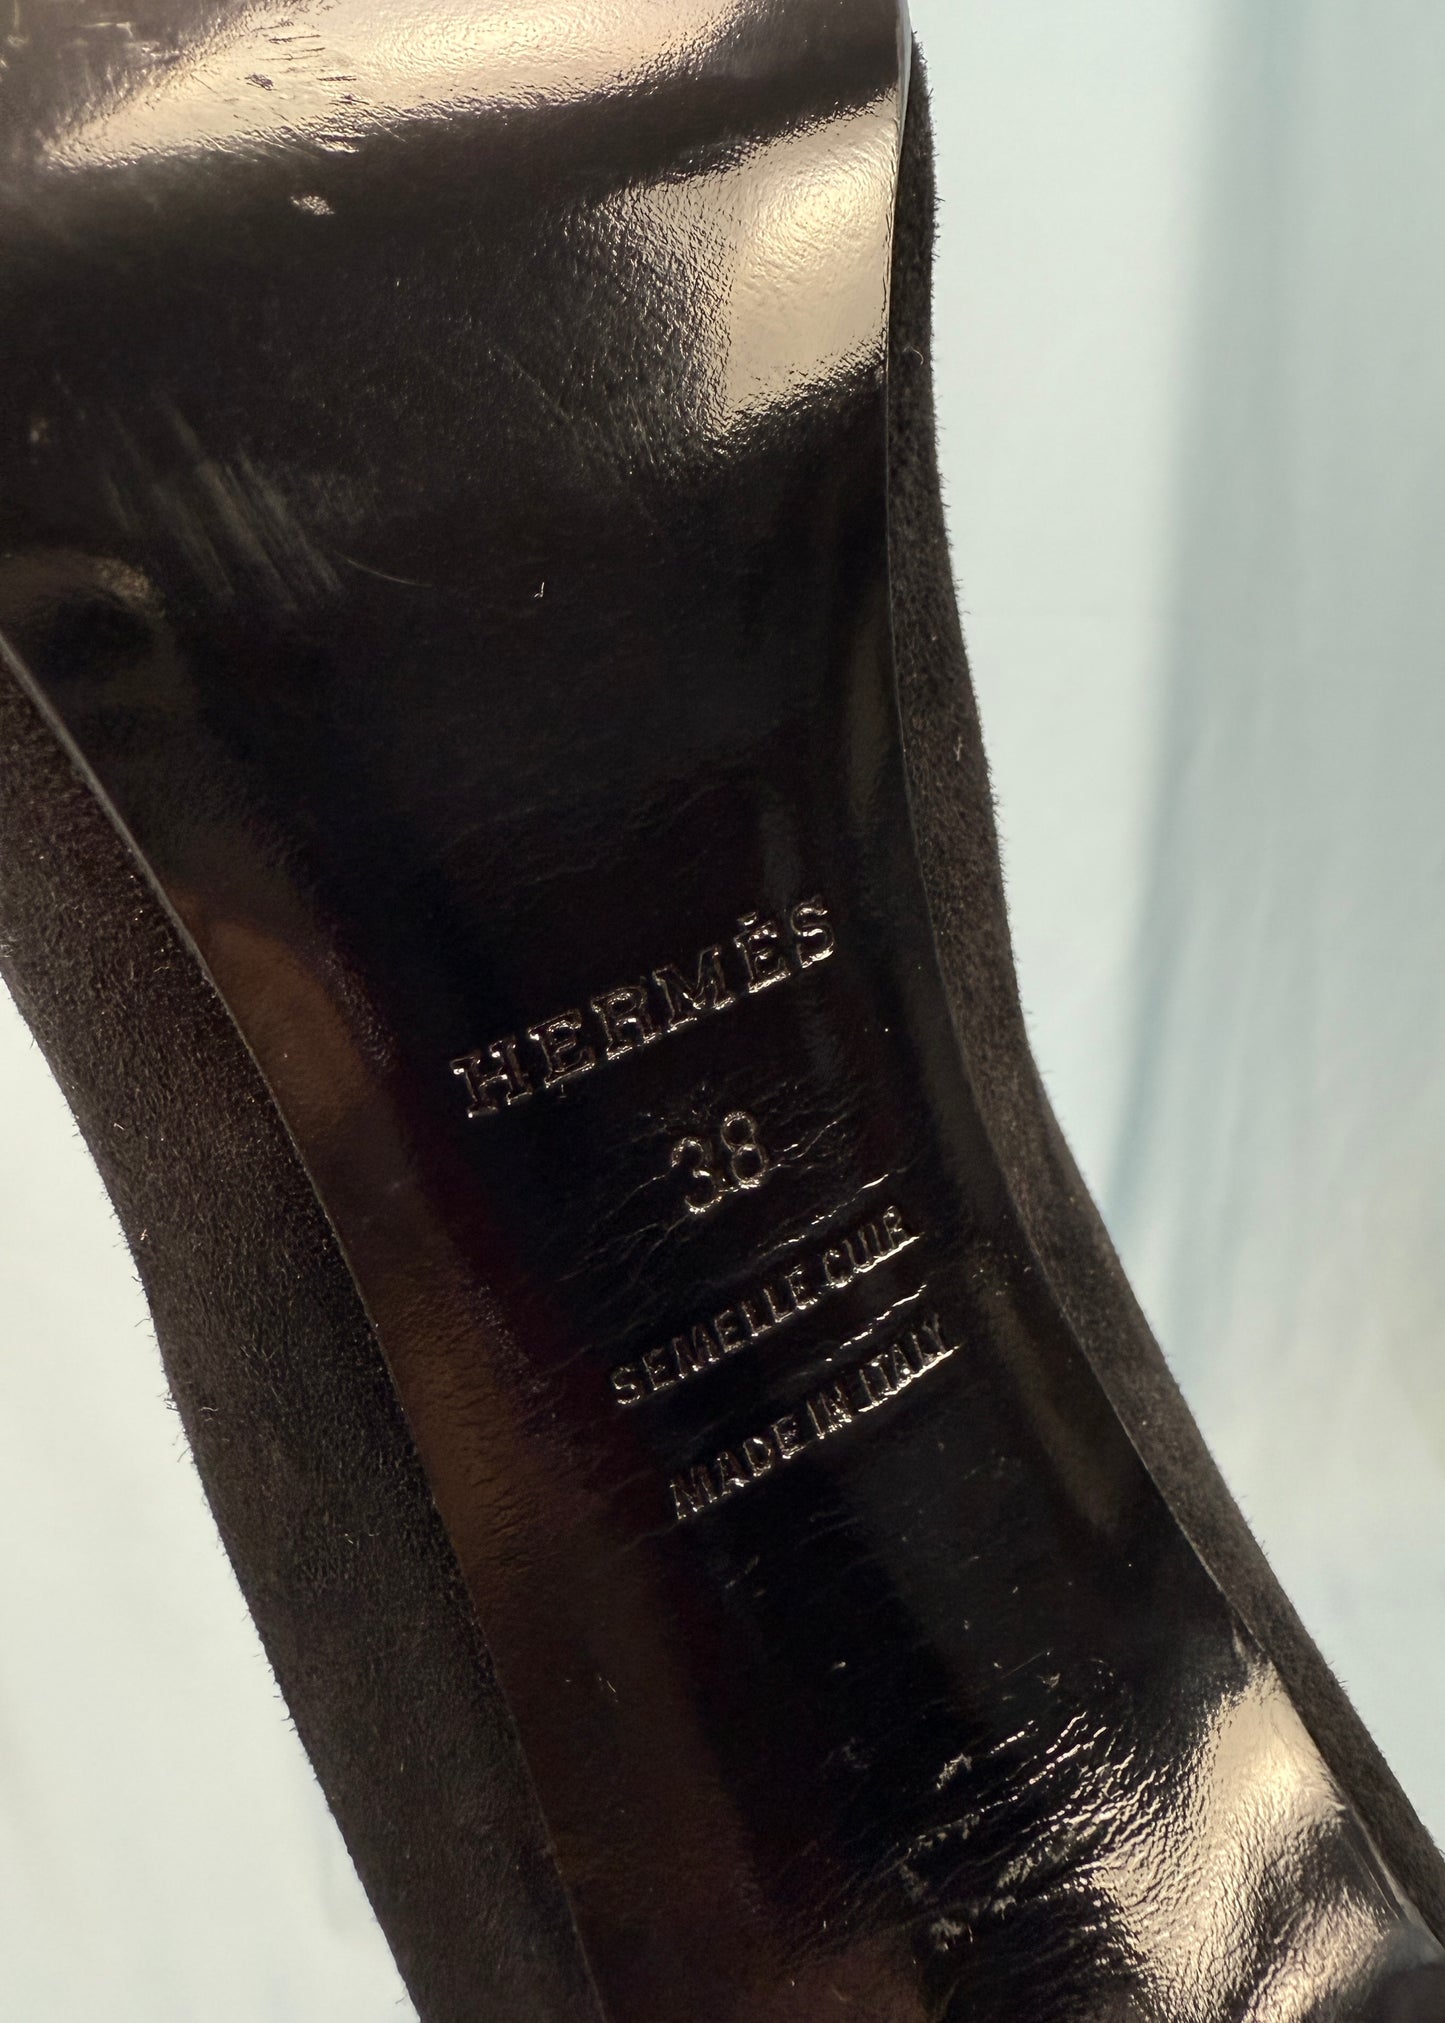 HERMÈS
38
SEMELLE CUIR
MADE IN ITALY